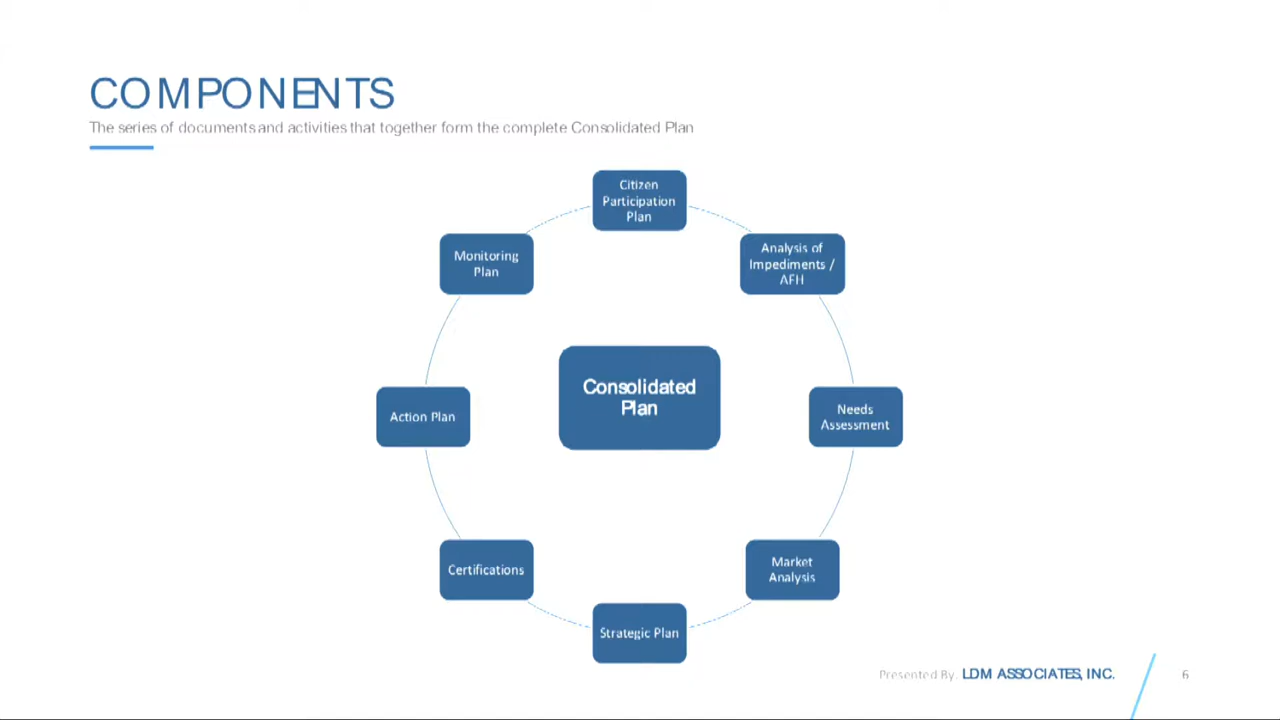 COMPONENTS
The series of documents and activities that together form the complete Consolidated Plan
Citizen
Participation
Plan
Analysis of
Impediments /
AFH
Needs
Assessment
Market
Analysis
Strategic Plan
Certifications
Action Plan
Monitoring
Plan
Consolidated
Plan
Presented By. LDM ASSOCIATES, INC.
6